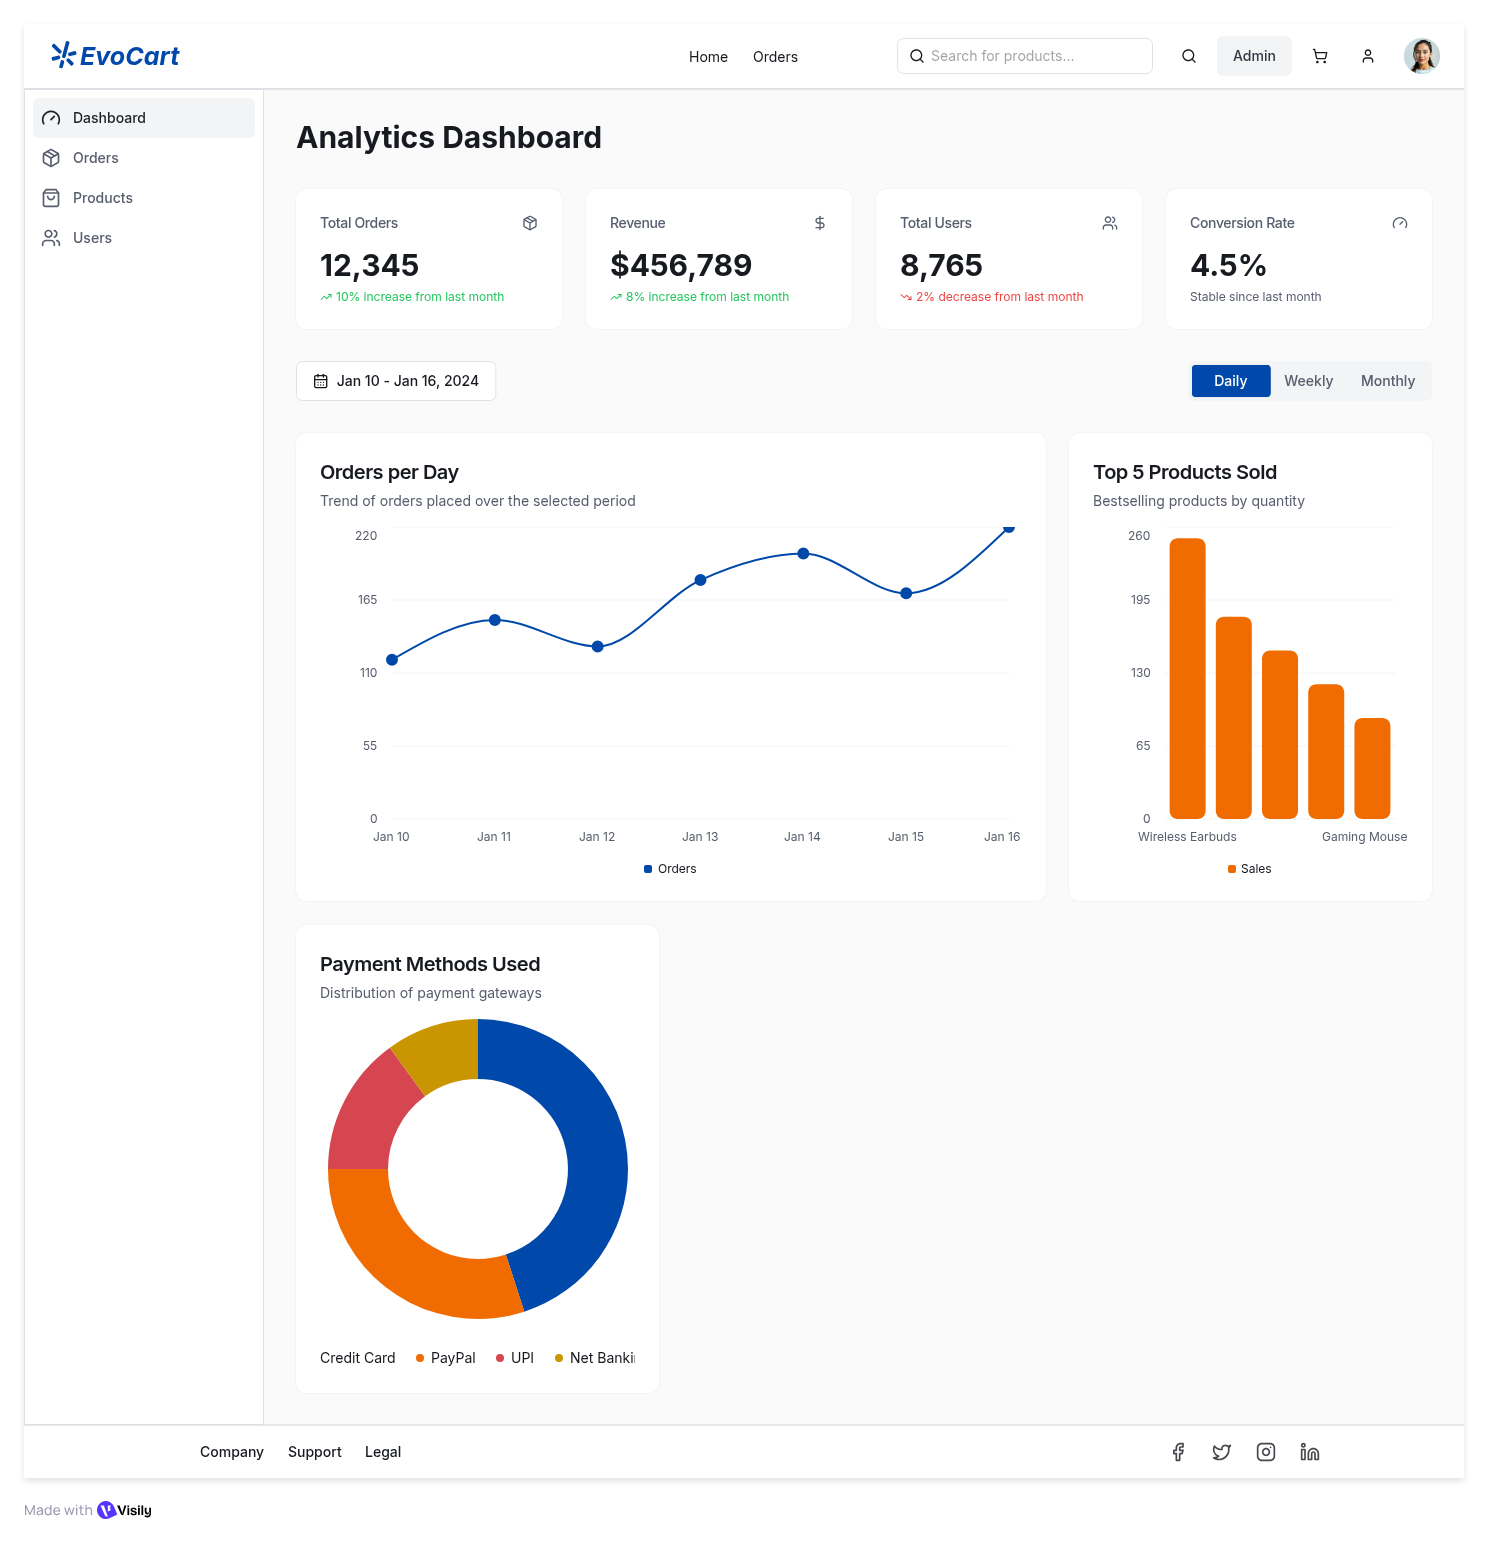 EvoCart
Home
Orders
Search for products...
Admin
Dashboard
Orders
Products
Users
Analytics Dashboard
Total Orders
12,345
10% increase from last month
Revenue
$456,789
8% increase from last month
Total Users
8,765
2% decrease from last month
Conversion Rate
4.5%
Stable since last month
Jan 10 - Jan 16, 2024
Daily
Weekly
Monthly
Orders per Day
Trend of orders placed over the selected period
220
165
110
55
0
Jan 10
Jan 11
Jan 12
Jan 13
Jan 14
Jan 15
Jan 16
Orders
Top 5 Products Sold
Bestselling products by quantity
260
195
130
65
0
Wireless Earbuds
Gaming Mouse
Sales
Payment Methods Used
Distribution of payment gateways
Credit Card
PayPal
UPI
Net Banki
Company
Support
Legal
Made with Visily